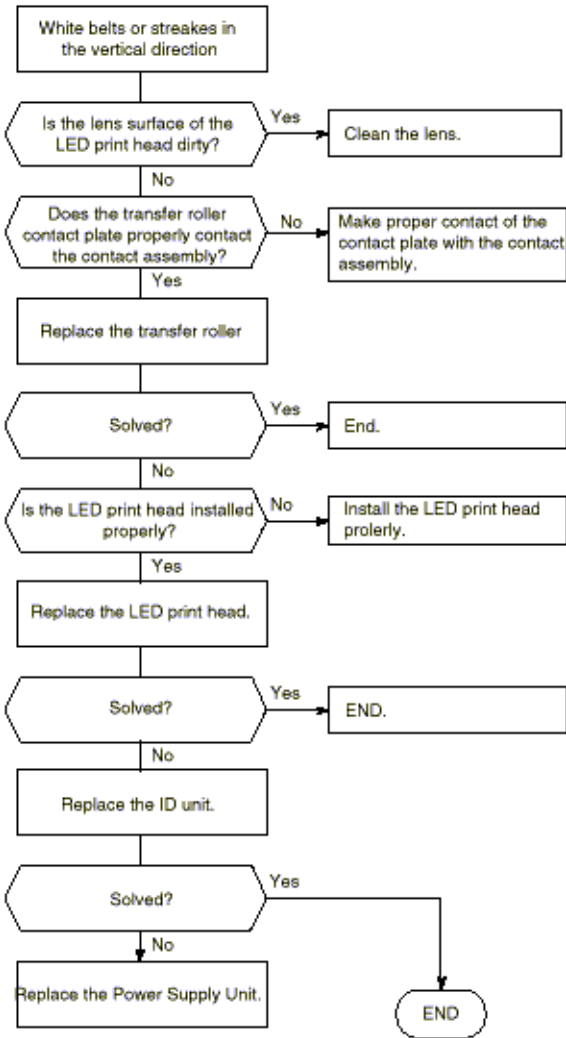 White belts or streakes in
the vertical direction
Is the lens surface of the
LED print head dirty?
Yes
Clean the lens.
No
Does the transfer roller
contact plate properly contact
the contact assembly?
No
Make proper contact of the
contact plate with the contact
assembly.
Yes
Replace the transfer roller
Solved?
Yes
End.
No
Is the LED print head installed
properly?
No
Install the LED print head
prolerly.
Yes
Replace the LED print head.
Solved?
Yes
END.
No
Replace the ID unit.
Solved?
Yes
No
Replace the Power Supply Unit.
END